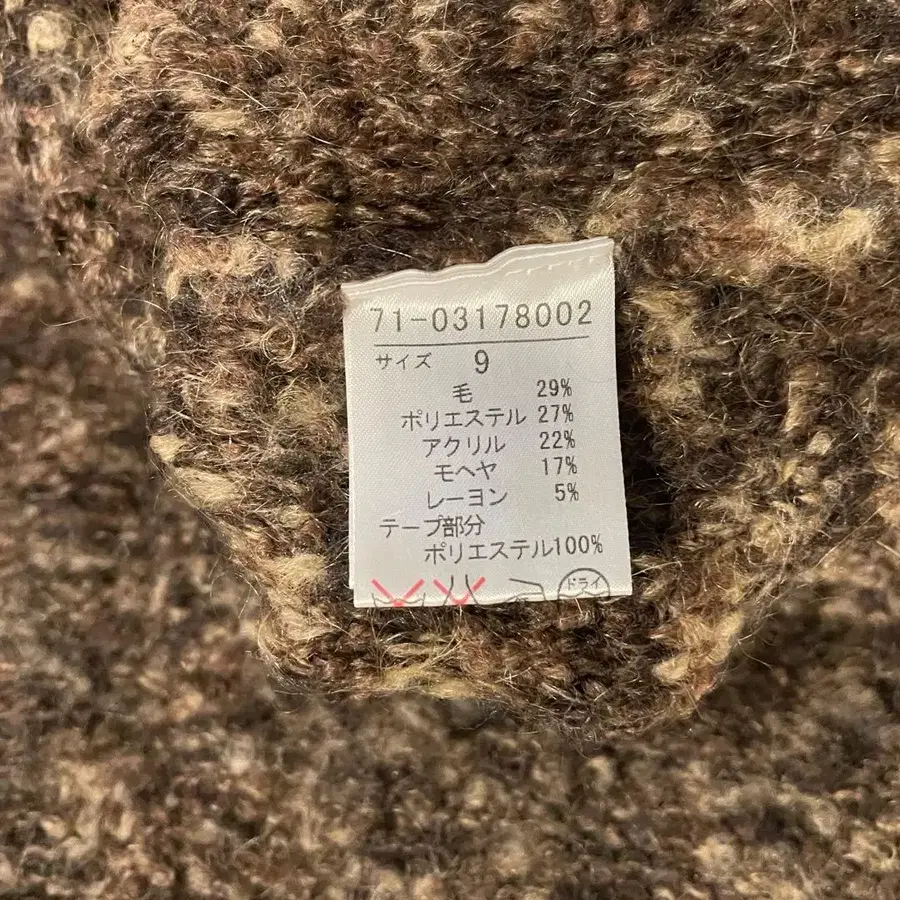 71-03178002
サイズ 9
毛 29%
ポリエステル 27%
アクリル 22%
モヘヤ 17%
レーヨン 5%
テープ部分
ポリエステル100%
ドライ